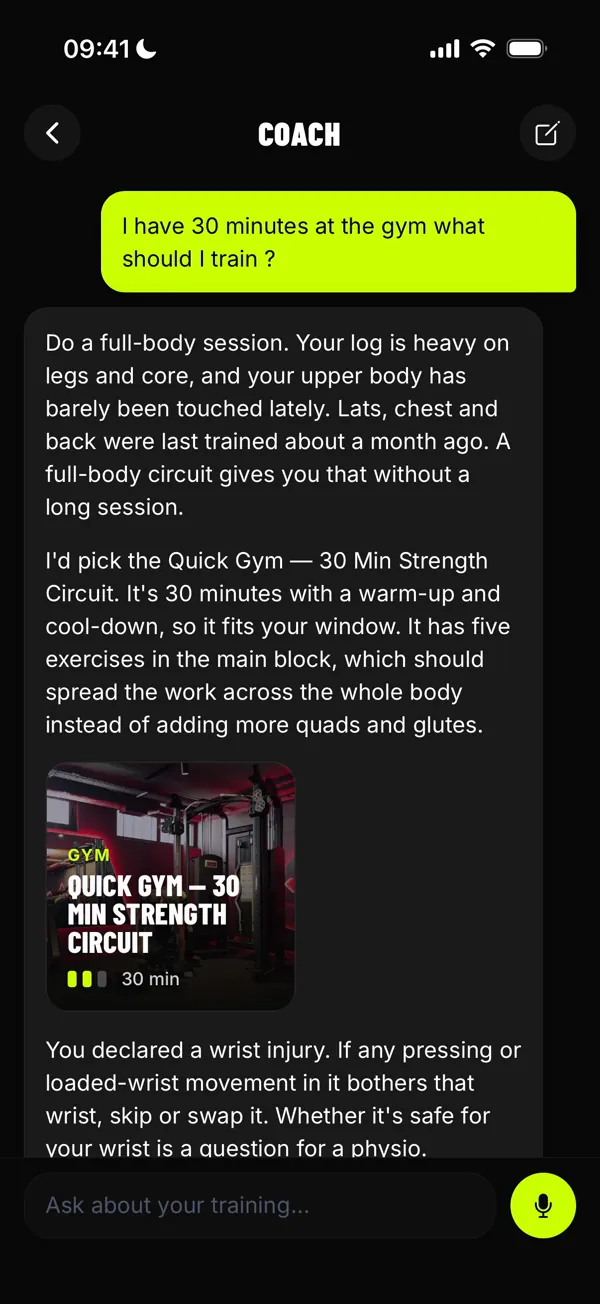 09:41
COACH
I have 30 minutes at the gym what
should I train ?
Do a full-body session. Your log is heavy on
legs and core, and your upper body has
barely been touched lately. Lats, chest and
back were last trained about a month ago. A
full-body circuit gives you that without a
long session.
I'd pick the Quick Gym — 30 Min Strength
Circuit. It's 30 minutes with a warm-up and
cool-down, so it fits your window. It has five
exercises in the main block, which should
spread the work across the whole body
instead of adding more quads and glutes.
GYM
QUICK GYM – 30
MIN STRENGTH
CIRCUIT
30 min
You declared a wrist injury. If any pressing or
loaded-wrist movement in it bothers that
wrist, skip or swap it. Whether it's safe for
your wrist is a question for a physio.
Ask about your training...